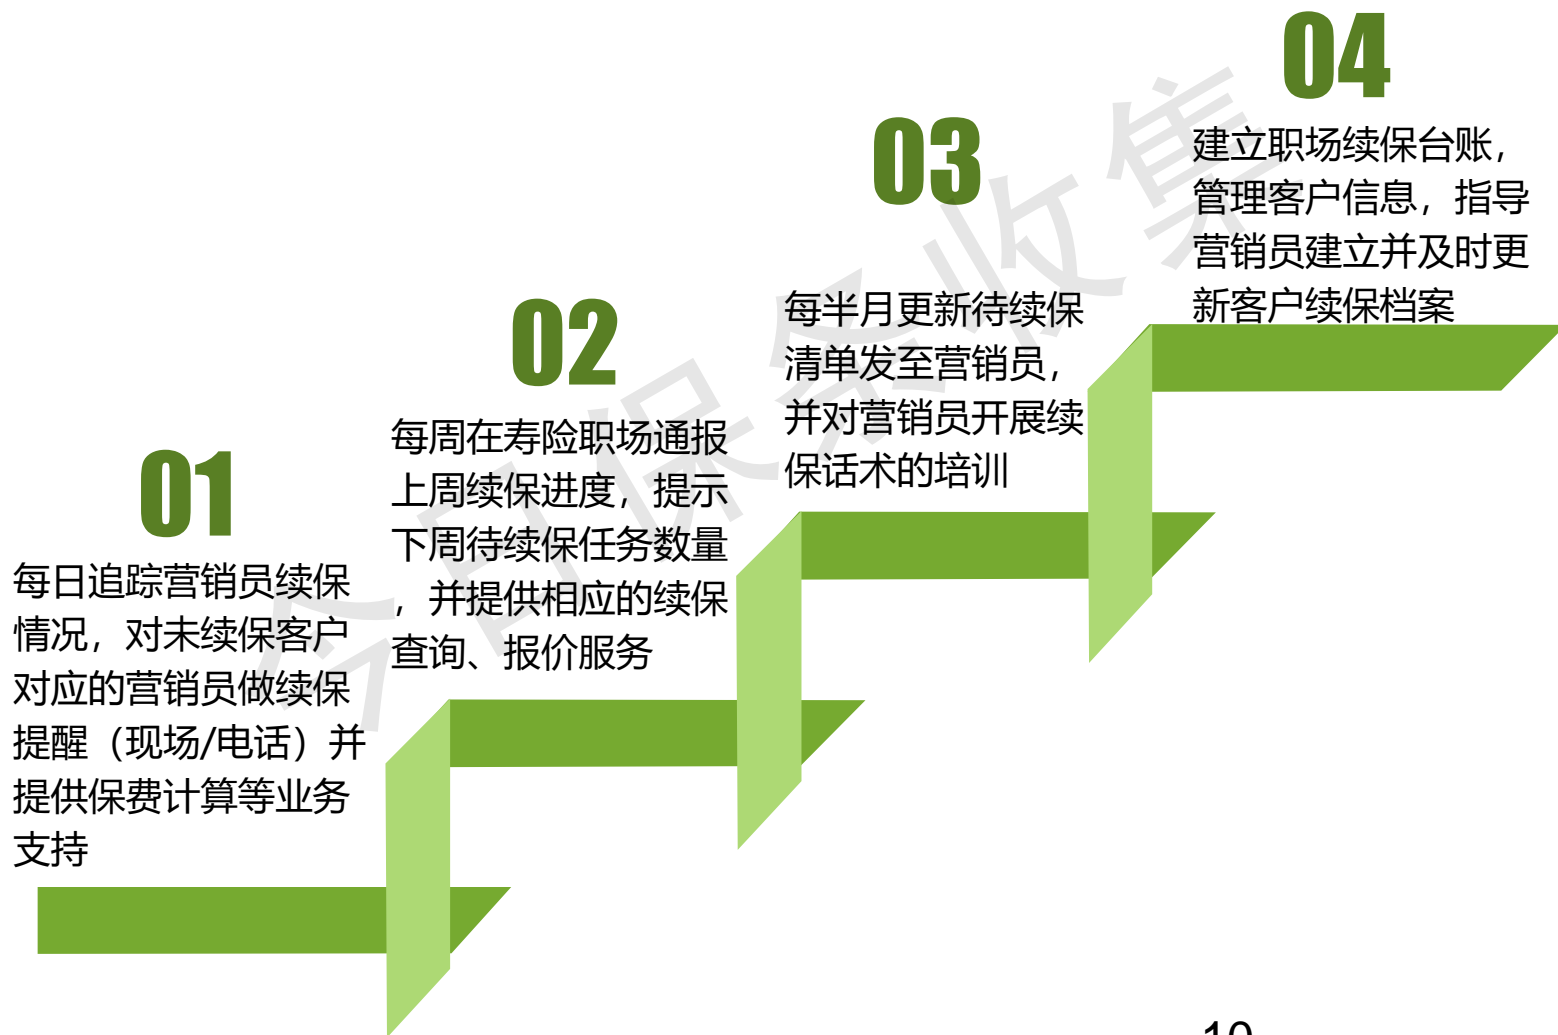 01
每日追踪营销员续保
情况，对未续保客户
对应的营销员做续保
提醒（现场/电话）并
提供保费计算等业务
支持
02
每周在寿险职场通报
上周续保进度，提示
下周待续保任务数量
，并提供相应的续保
查询、报价服务
03
每半月更新待续保
清单发至营销员，
并对营销员开展续
保话术的培训
04
建立职场续保台账，
管理客户信息，指导
营销员建立并及时更
新客户续保档案
今日保条收集
10